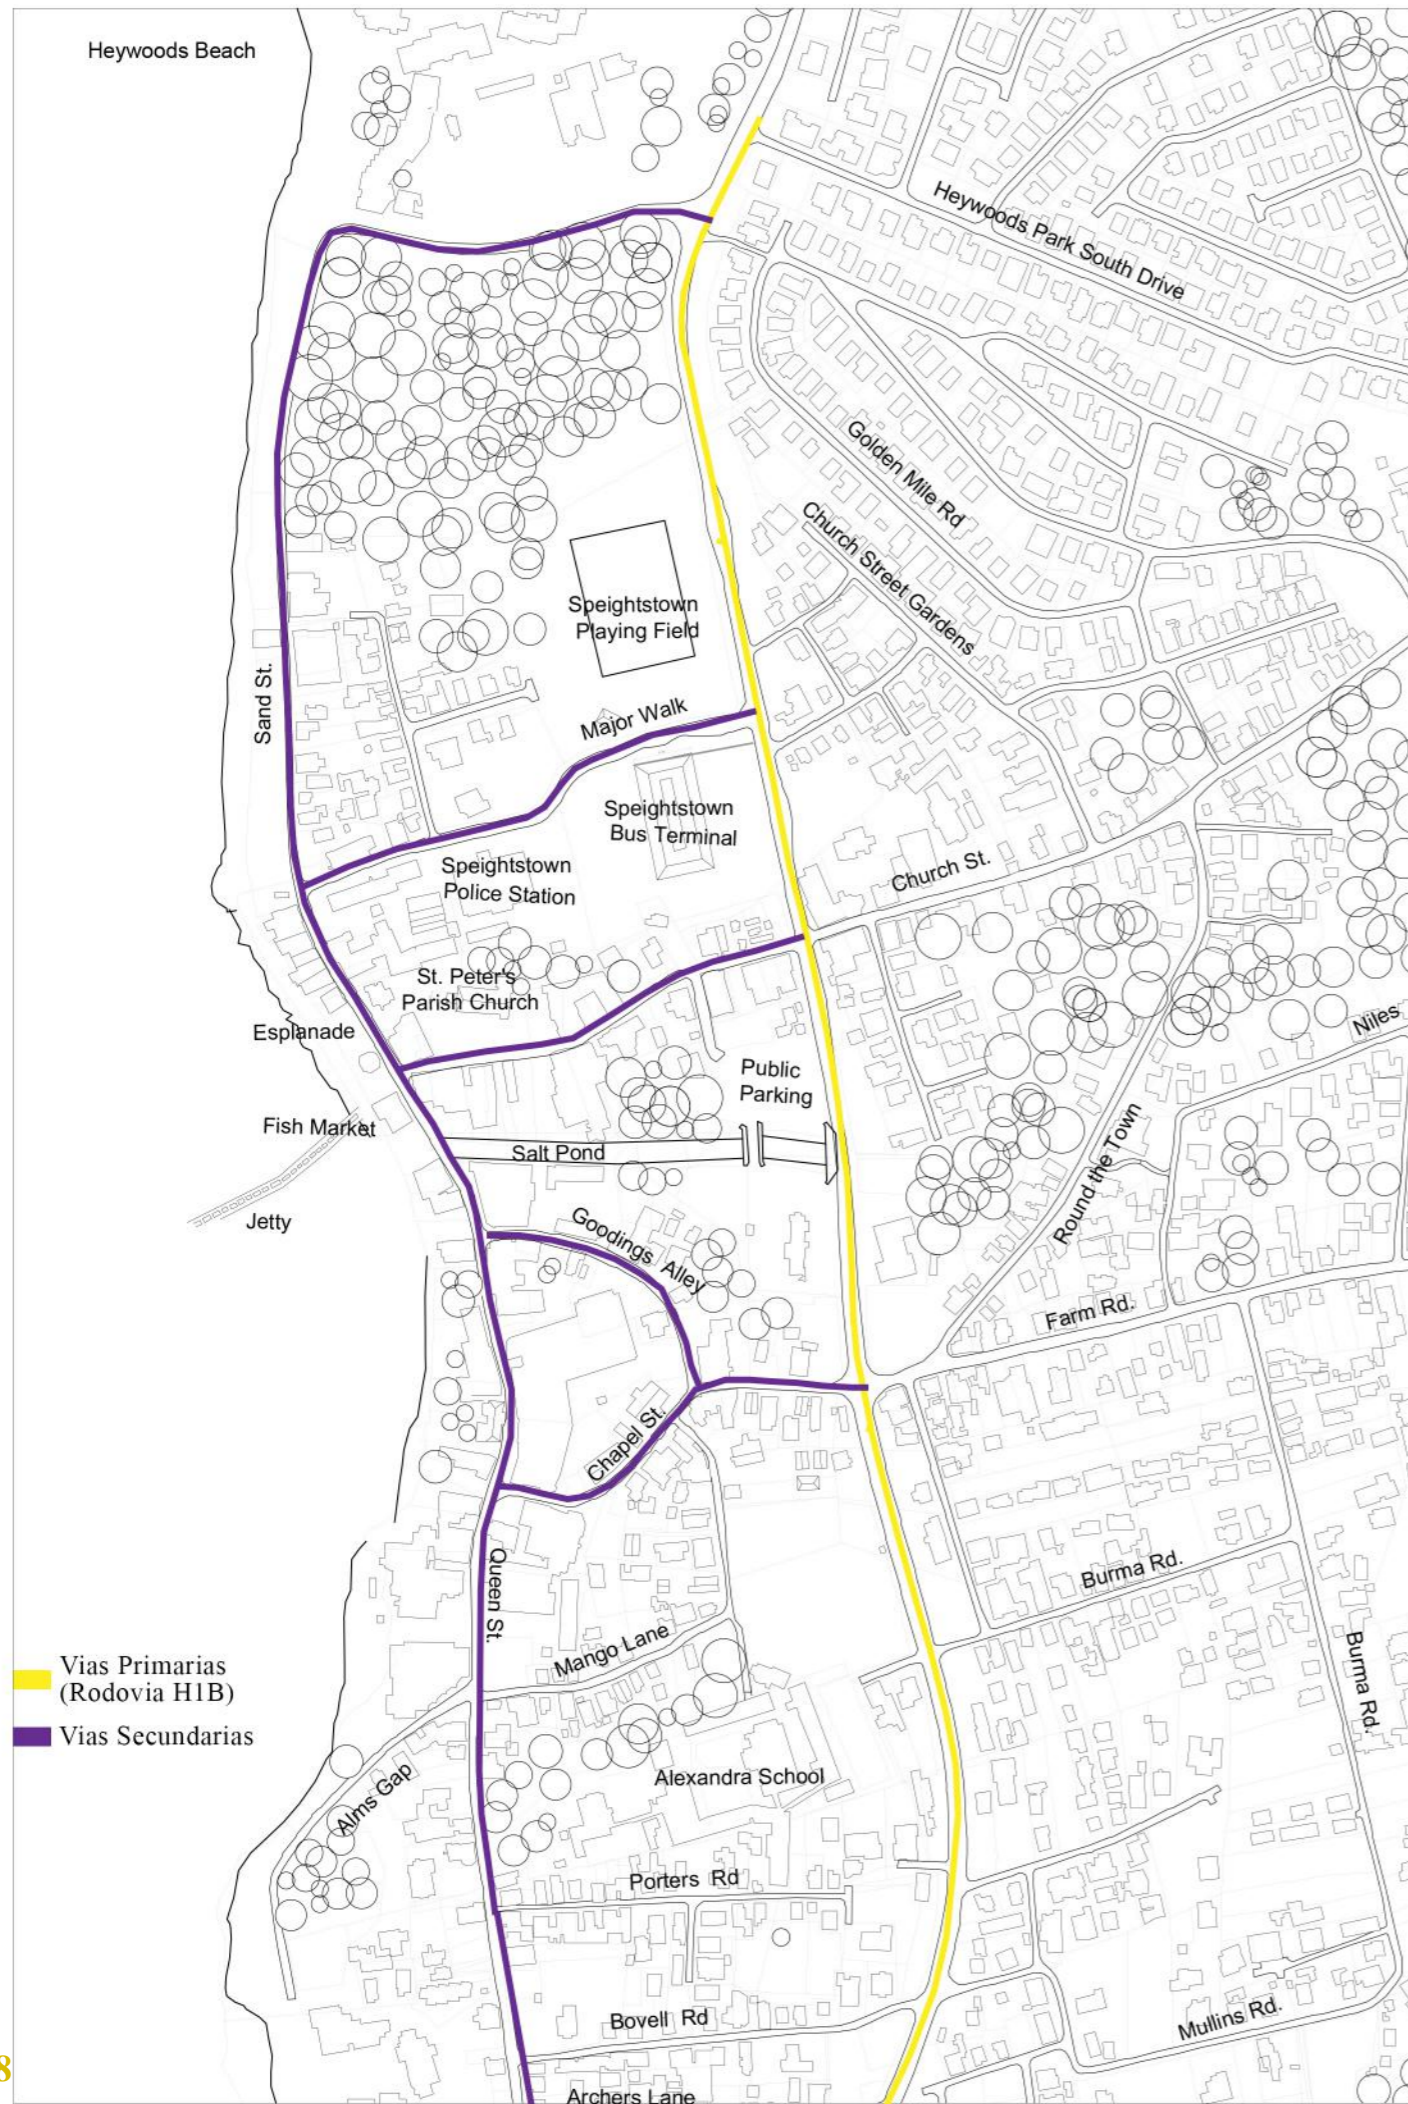 Heywoods Beach
Heywoods Park South Drive
Golden Mile Rd
Church Street Gardens
Speightstown
Playing Field
Sand St.
Major Walk
Speightstown
Bus Terminal
Church St.
Speightstown
Police Station
St. Peter's
Parish Church
Esplanade
Niles
Public
Parking
Fish Market
Salt Pond
Round the Town
Jetty
Goodings Alley
Farm Rd.
Chapel St.
Queen St.
Burma Rd.
Mango Lane
Burma Rd.
Vias Primarias
(Rodovia H1B)
Vias Secundarias
Alexandra School
Alms Gap
Porters Rd
Bovell Rd
Mullins Rd.
8
Archers Lane